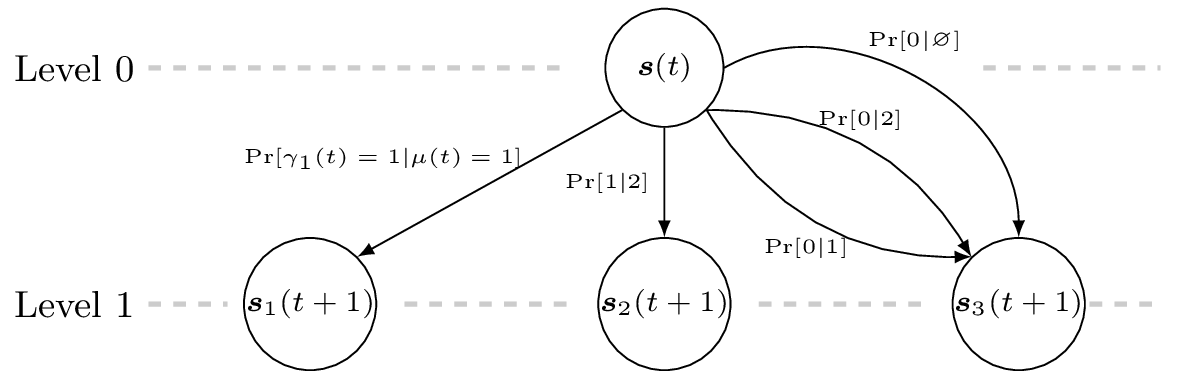 Level 0
s(t)
Pr[0|∅]
Pr[0|2]
Pr[γ₁(t) = 1|μ(t) = 1]
Pr[1|2]
Pr[0|1]
Level 1
s₁(t + 1)
s₂(t + 1)
s₃(t + 1)